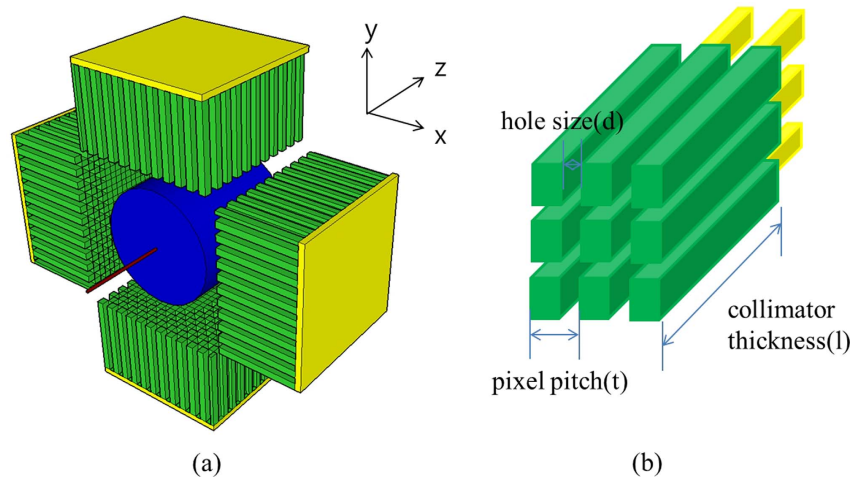 y
z
x
(a)
hole size(d)
collimator
thickness(l)
pixel pitch(t)
(b)